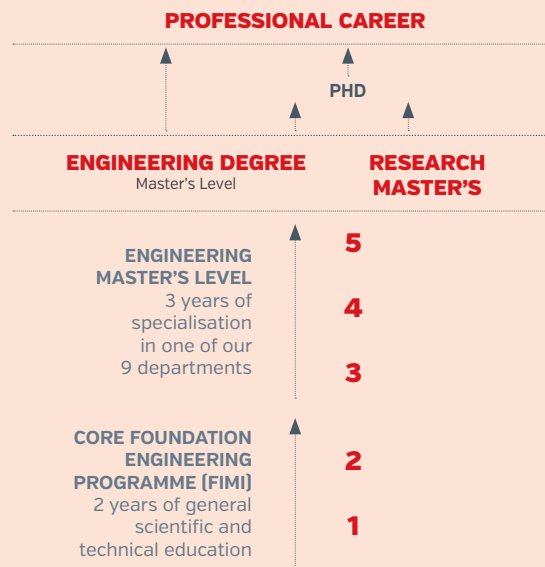 PROFESSIONAL CAREER
PHD
ENGINEERING DEGREE
Master's Level
RESEARCH
MASTER'S
ENGINEERING
MASTER'S LEVEL
3 years of
specialisation
in one of our
9 departments
5
4
3
CORE FOUNDATION
ENGINEERING
PROGRAMME (FIMI)
2 years of general
scientific and
technical education
2
1